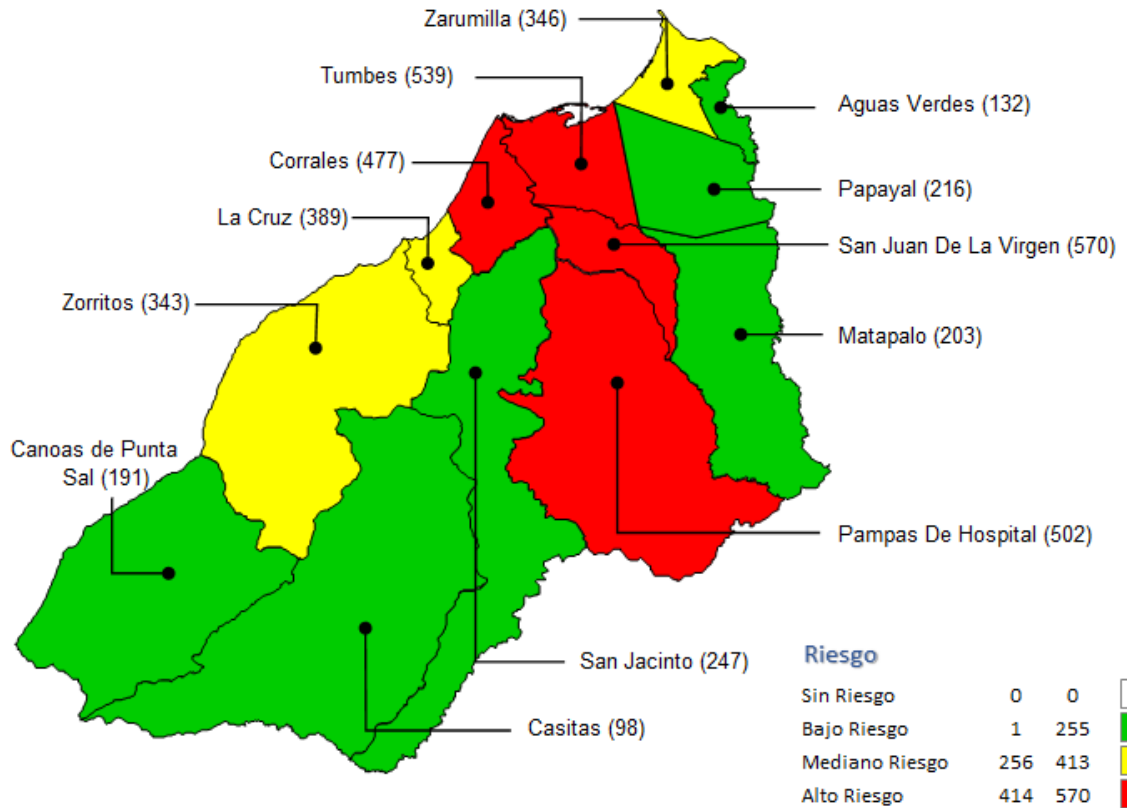 Zarumilla (346)
Tumbes (539)
Aguas Verdes (132)
Corrales (477)
Papayal (216)
La Cruz (389)
San Juan De La Virgen (570)
Zorritos (343)
Matapalo (203)
Canoas de Punta
Sal (191)
Pampas De Hospital (502)
San Jacinto (247)
Casitas (98)
Riesgo
Sin Riesgo 0 0
Bajo Riesgo 1 255
Mediano Riesgo 256 413
Alto Riesgo 414 570